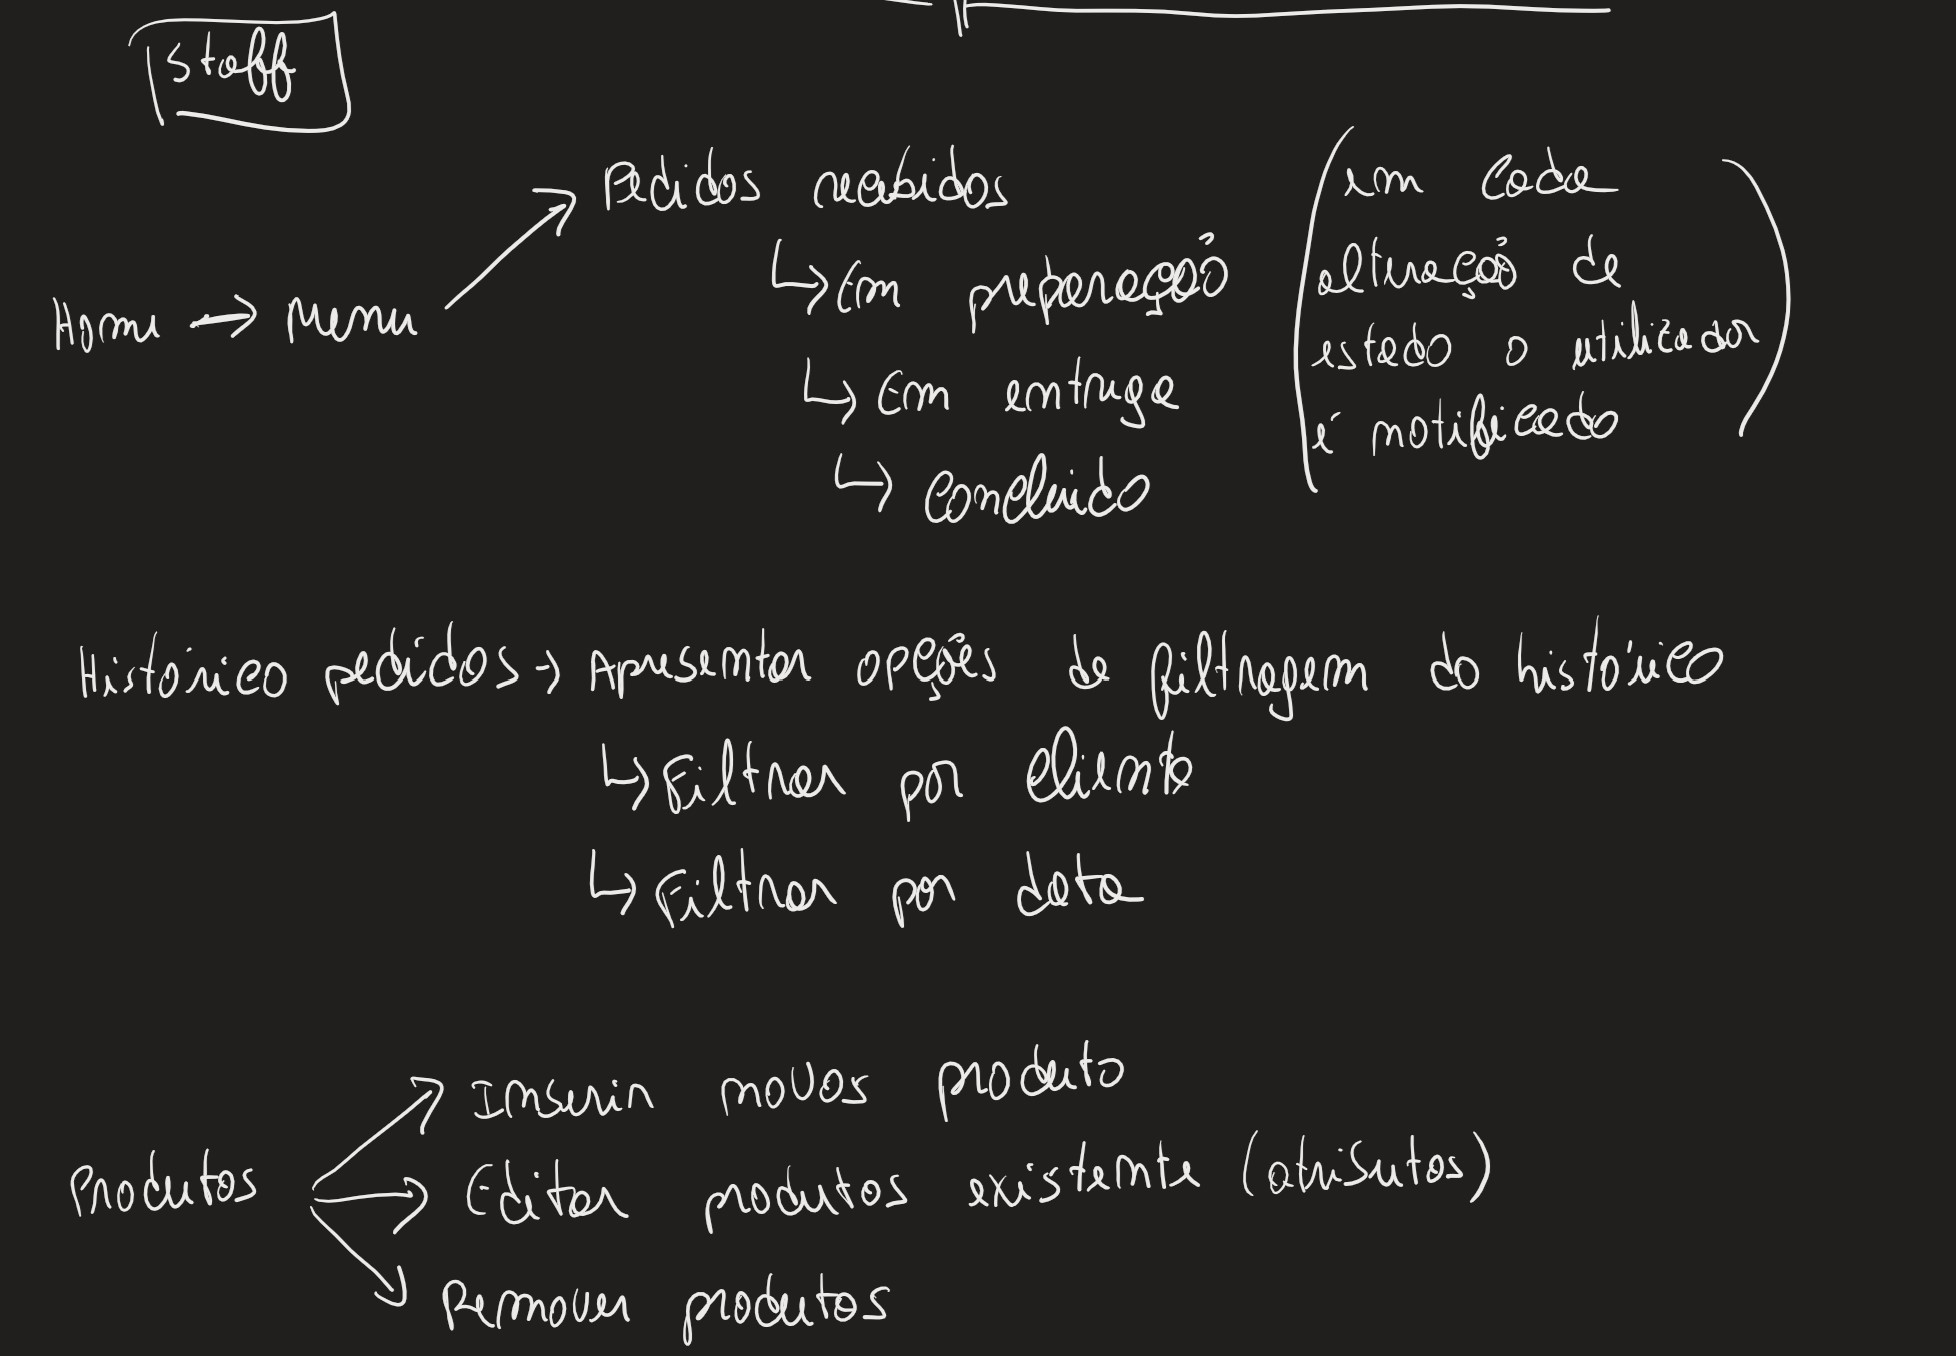 Staff
Pedidos recebidos
Home → Menu
↳ Em preparação
↳ Em entrega
↳ Concluido
(em cada
alteração de
estado o utilizador
é notificado)
Histórico pedidos → Apresentar opções de filtragem do histórico
↳ Filtrar por cliente
↳ Filtrar por data
Inserir novos produto
Produtos
Editar produtos existente (atributos)
Remover produtos